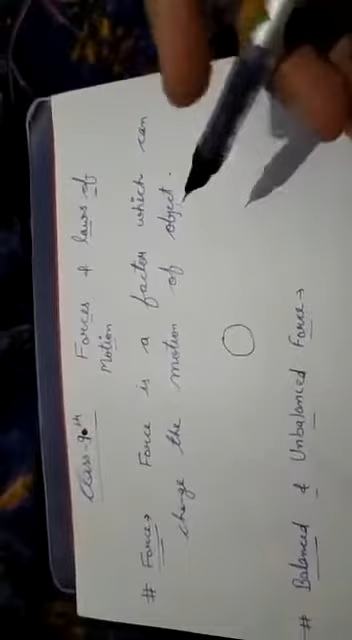 Class-9th Forces & laws of
Motion
# Force→ Force is a factor which can
change the motion of object.
# Balanced & Unbalanced Force→